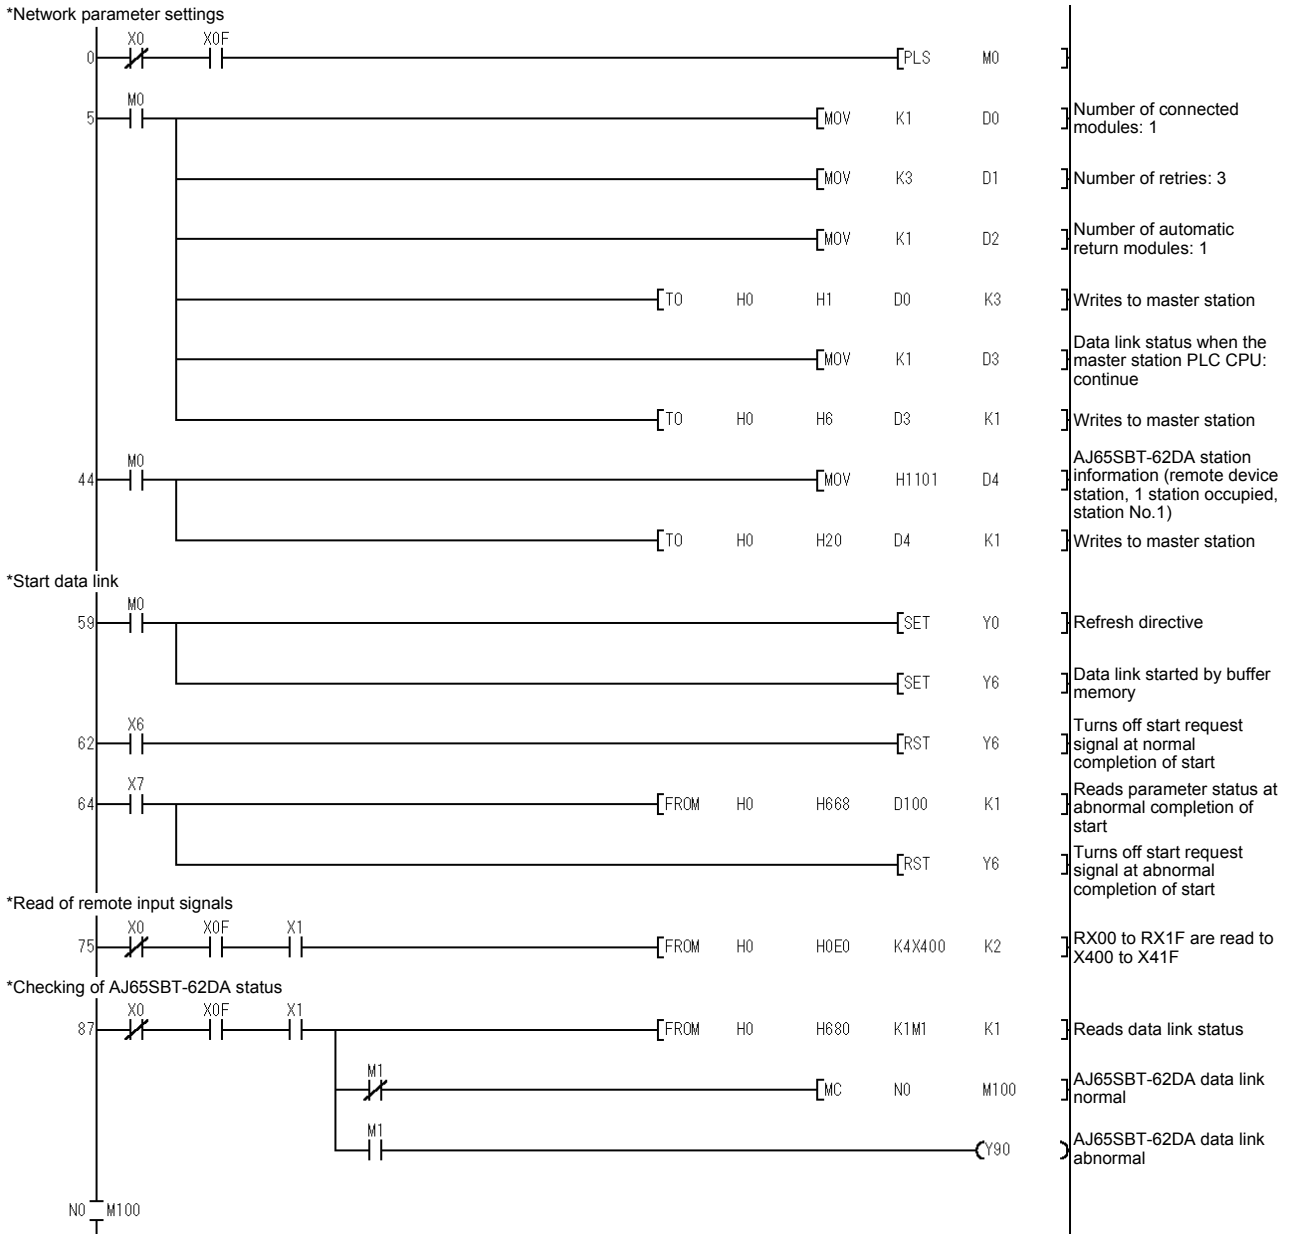 *Network parameter settings
X0 X0F
0 PLS M0
M0
5 MOV K1 D0 Number of connected
modules: 1
MOV K3 D1 Number of retries: 3
MOV K1 D2 Number of automatic
return modules: 1
TO H0 H1 D0 K3 Writes to master station
MOV K1 D3 Data link status when the
master station PLC CPU:
continue
TO H0 H6 D3 K1 Writes to master station
M0
44 MOV H1101 D4 AJ65SBT-62DA station
information (remote device
station, 1 station occupied,
station No.1)
TO H0 H20 D4 K1 Writes to master station
*Start data link
M0
59 SET Y0 Refresh directive
SET Y6 Data link started by buffer
memory
X6
62 RST Y6 Turns off start request
signal at normal
completion of start
X7
64 FROM H0 H668 D100 K1 Reads parameter status at
abnormal completion of
start
RST Y6 Turns off start request
signal at abnormal
completion of start
*Read of remote input signals
X0 X0F X1
75 FROM H0 H0E0 K4X400 K2 RX00 to RX1F are read to
X400 to X41F
*Checking of AJ65SBT-62DA status
X0 X0F X1
87 FROM H0 H680 K1M1 K1 Reads data link status
M1
MC N0 M100 AJ65SBT-62DA data link
normal
M1
Y90 AJ65SBT-62DA data link
abnormal
N0 M100